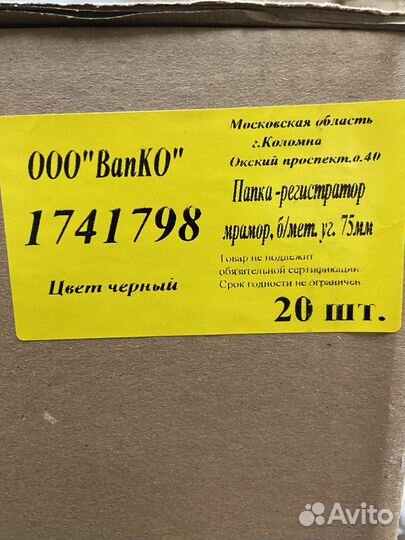 ООО"ВапКО"
1741798
Цвет черный
Московская область
г.Коломна
Окский проспект.о.40
Папка-регистратор
мрамор, б/мет. уг. 75мм
Товар не подлежит
обязательной сертификации.
Срок годности не ограничен.
20 шт.
Avito